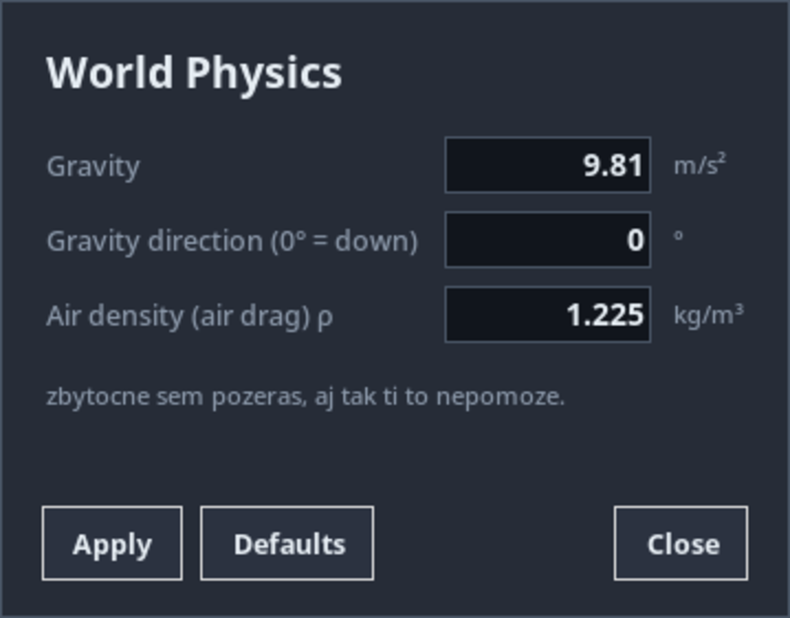 World Physics
Gravity 9.81 m/s²
Gravity direction (0° = down) 0 °
Air density (air drag) ρ 1.225 kg/m³
zbytocne sem pozeras, aj tak ti to nepomoze.
Apply Defaults Close